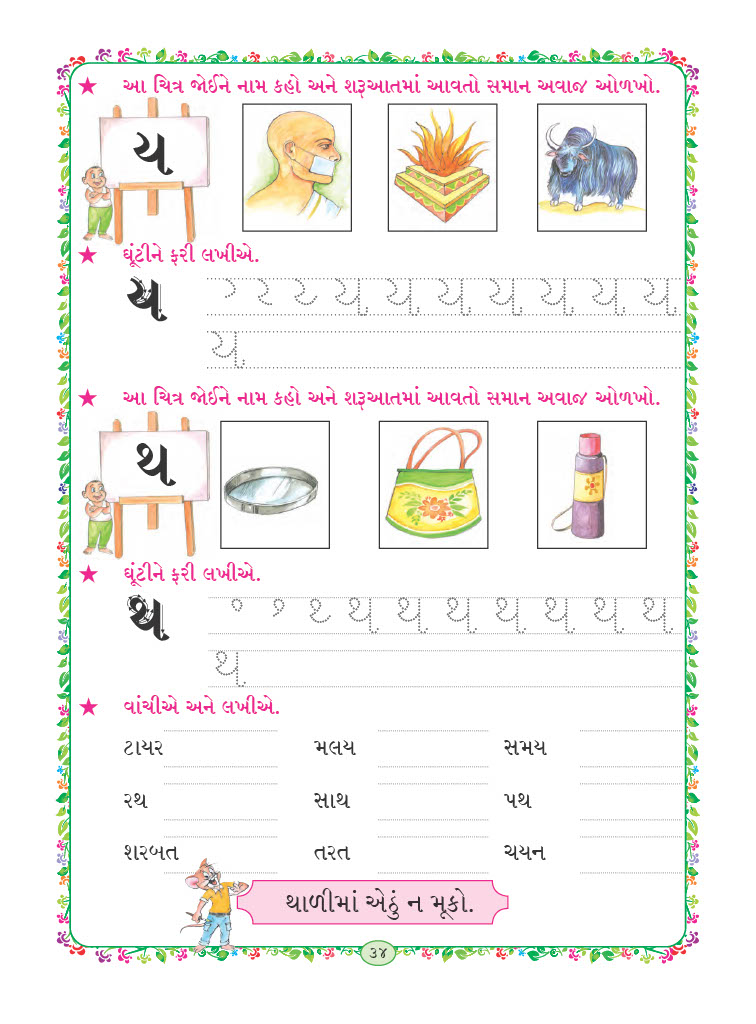 આ ચિત્ર જોઈને નામ કહો અને શરૂઆતમાં આવતો સમાન અવાજ ઓળખો.
ય
ઘૂંટીને ફરી લખીએ.
ય ય ય ય ય ય ય ય
ય
આ ચિત્ર જોઈને નામ કહો અને શરૂઆતમાં આવતો સમાન અવાજ ઓળખો.
થ
ઘૂંટીને ફરી લખીએ.
થ થ થ થ થ થ થ થ
થ
વાંચીએ અને લખીએ.
ટાયર મલય સમય
રથ સાથ પથ
શરબત તરત ચયન
થાળીમાં એઠું ન મૂકો.
૩૪